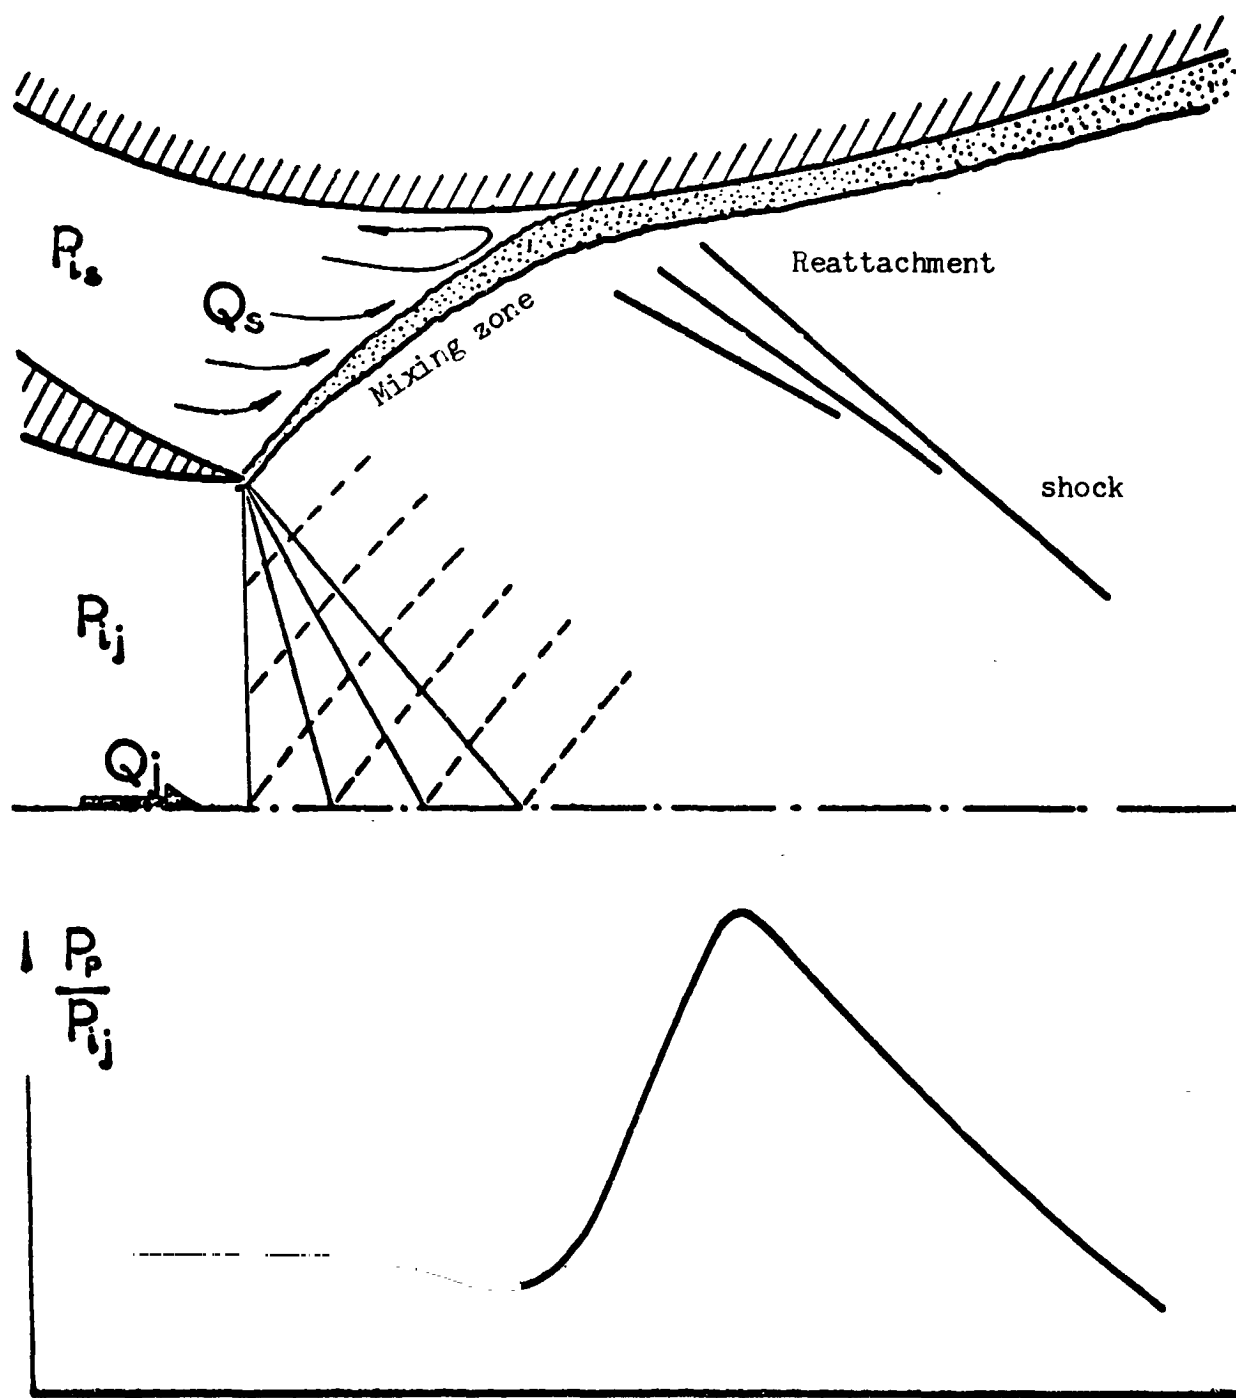 Pis
Qs
Reattachment
Mixing zone
shock
Pij
Qj
Pp
Pij